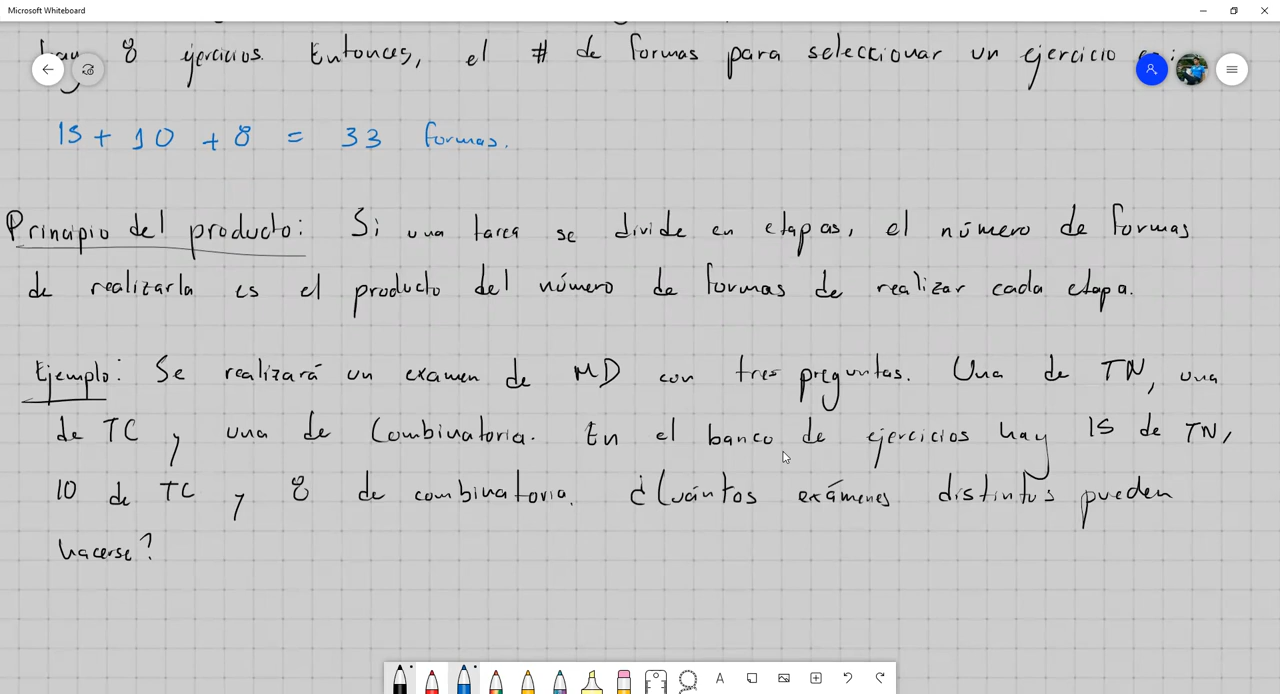 Microsoft Whiteboard
hay 8 ejercicios. Entonces, el # de formas para seleccionar un ejercicio es:
15 + 10 + 8 = 33 formas.
Principio del producto: Si una tarea se divide en etapas, el número de formas
de realizarla es el producto del número de formas de realizar cada etapa.
Ejemplo: Se realizará un examen de MD con tres preguntas. Una de TN, una
de TC y una de Combinatoria. En el banco de ejercicios hay 15 de TN,
10 de TC y 8 de combinatoria. ¿Cuántos exámenes distintos pueden
hacerse?